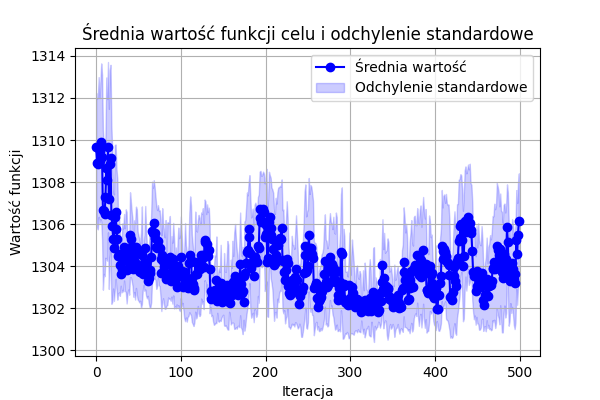 Średnia wartość funkcji celu i odchylenie standardowe
Średnia wartość
Odchylenie standardowe
Wartość funkcji
1314
1312
1310
1308
1306
1304
1302
1300
0 100 200 300 400 500
Iteracja